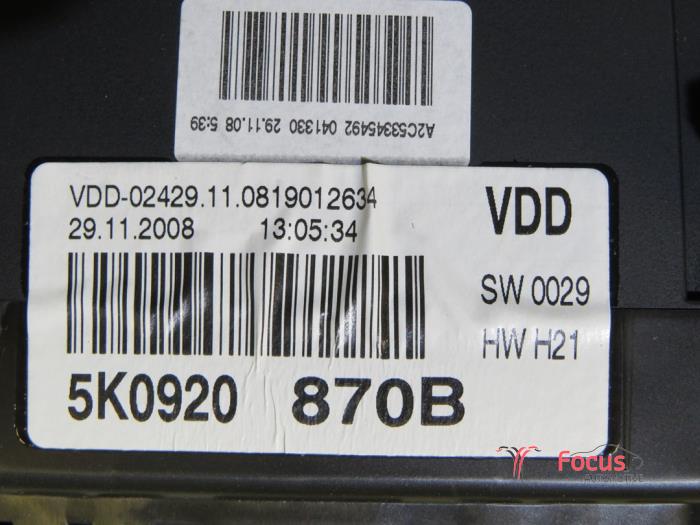 A2C53345492 041330 29.11.08 5:39
VDD-02429.11.0819012634
29.11.2008 13:05:34
VDD
SW 0029
HW H21
5K0920 870B
Focus
Automotive